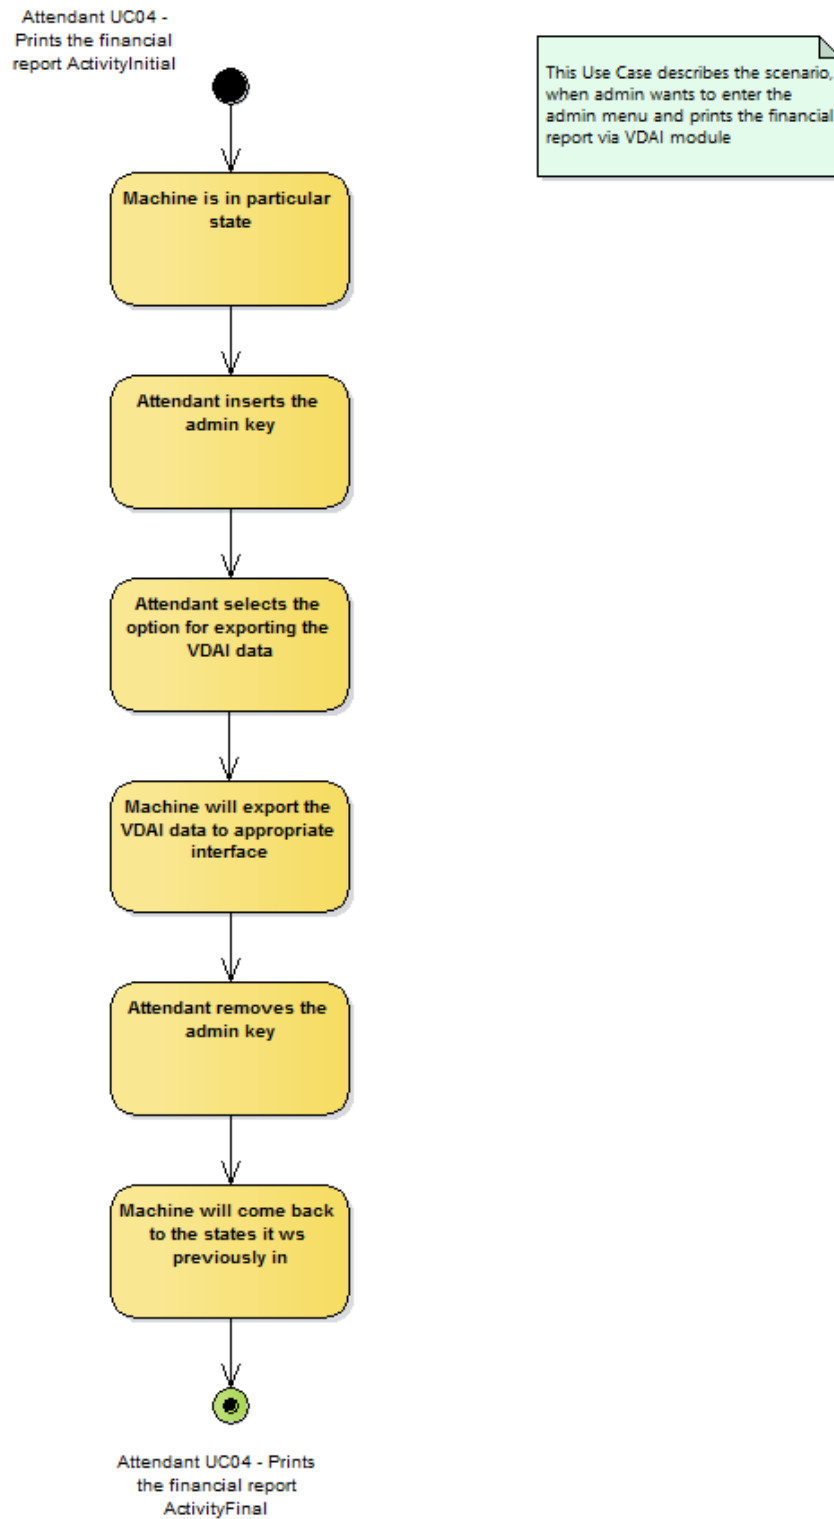 Attendant UC04 -
Prints the financial
report ActivityInitial
This Use Case describes the scenario,
when admin wants to enter the
admin menu and prints the financial
report via VDAI module
Machine is in particular
state
Attendant inserts the
admin key
Attendant selects the
option for exporting the
VDAI data
Machine will export the
VDAI data to appropriate
interface
Attendant removes the
admin key
Machine will come back
to the states it ws
previously in
Attendant UC04 - Prints
the financial report
ActivityFinal